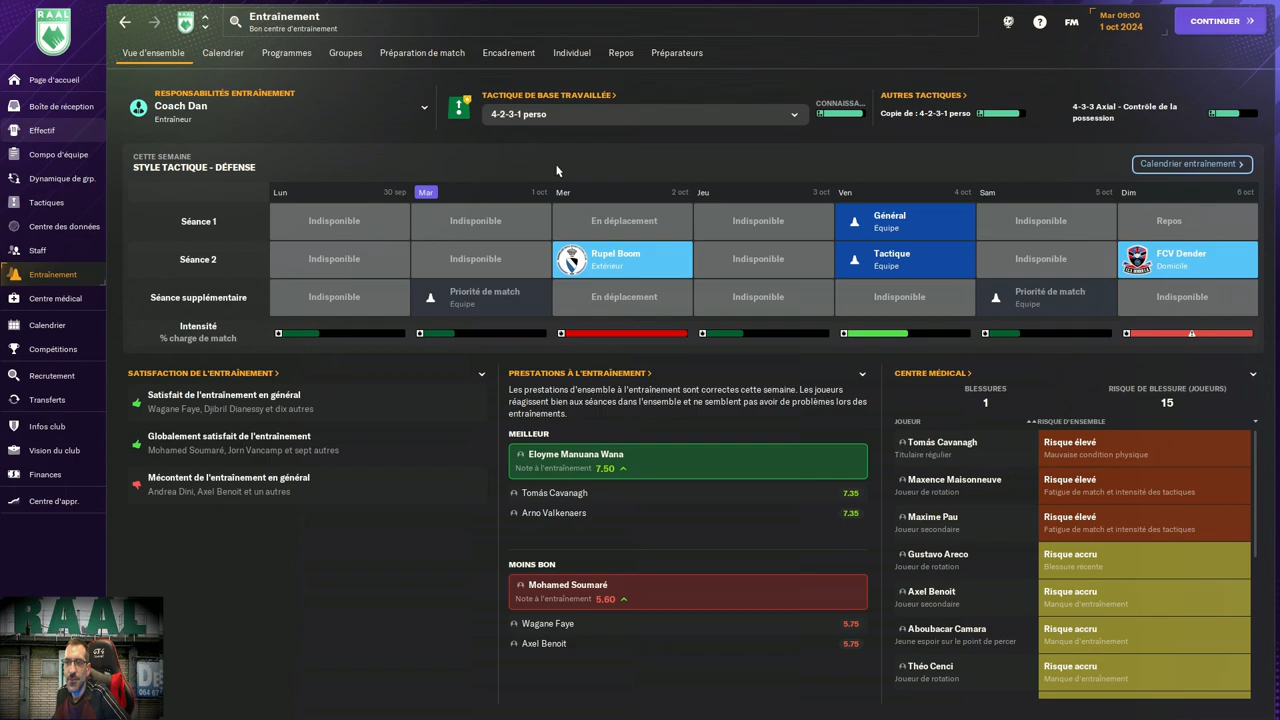 RAAL
Entraînement
Bon centre d'entraînement
FM
Mar 09:00
1 oct 2024
CONTINUER
Vue d'ensemble
Calendrier
Programmes
Groupes
Préparation de match
Encadrement
Individuel
Repos
Préparateurs
Page d'accueil
Boîte de réception
Effectif
Compo d'équipe
Dynamique de grp.
Tactiques
Centre des données
Staff
Entraînement
Centre médical
Calendrier
Compétitions
Recrutement
Transferts
Infos club
Vision du club
Finances
Centre d'appr.
RESPONSABILITÉS ENTRAÎNEMENT
Coach Dan
Entraîneur
TACTIQUE DE BASE TRAVAILLÉE
4-2-3-1 perso
CONNAISSA...
AUTRES TACTIQUES
Copie de : 4-2-3-1 perso
4-3-3 Axial - Contrôle de la
possession
CETTE SEMAINE
STYLE TACTIQUE - DÉFENSE
Calendrier entraînement
Lun 30 sep Mar 1 oct Mer 2 oct Jeu 3 oct Ven 4 oct Sam 5 oct Dim 6 oct
Séance 1 Indisponible Indisponible En déplacement Indisponible Général Indisponible Repos
Équipe
Séance 2 Indisponible Indisponible Rupel Boom Indisponible Tactique Indisponible FCV Dender
Extérieur Équipe Domicile
Séance supplémentaire Indisponible Priorité de match En déplacement Indisponible Indisponible Priorité de match Indisponible
Équipe Équipe
Intensité
% charge de match
SATISFACTION DE L'ENTRAÎNEMENT
Satisfait de l'entraînement en général
Wagane Faye, Djibril Dianessy et dix autres
Globalement satisfait de l'entraînement
Mohamed Soumaré, Jorn Vancamp et sept autres
Mécontent de l'entraînement en général
Andrea Dini, Axel Benoit et un autres
PRESTATIONS À L'ENTRAÎNEMENT
Les prestations d'ensemble à l'entraînement sont correctes cette semaine. Les joueurs
réagissent bien aux séances dans l'ensemble et ne semblent pas avoir de problèmes lors des
entraînements.
MEILLEUR
Eloyme Manuana Wana
Note à l'entraînement 7.50
Tomás Cavanagh 7.35
Arno Valkenaers 7.35
MOINS BON
Mohamed Soumaré
Note à l'entraînement 5.60
Wagane Faye 5.75
Axel Benoit 5.75
CENTRE MÉDICAL
BLESSURES
1
RISQUE DE BLESSURE (JOUEURS)
15
JOUEUR RISQUE D'ENSEMBLE
Tomás Cavanagh Risque élevé
Titulaire régulier Mauvaise condition physique
Maxence Maisonneuve Risque élevé
Joueur de rotation Fatigue de match et intensité des tactiques
Maxime Pau Risque élevé
Joueur secondaire Fatigue de match et intensité des tactiques
Gustavo Areco Risque accru
Joueur de rotation Blessure récente
Axel Benoit Risque accru
Joueur secondaire Manque d'entraînement
Aboubacar Camara Risque accru
Jeune espoir sur le point de percer Manque d'entraînement
Théo Cenci Risque accru
Joueur de rotation Manque d'entraînement
RAAL